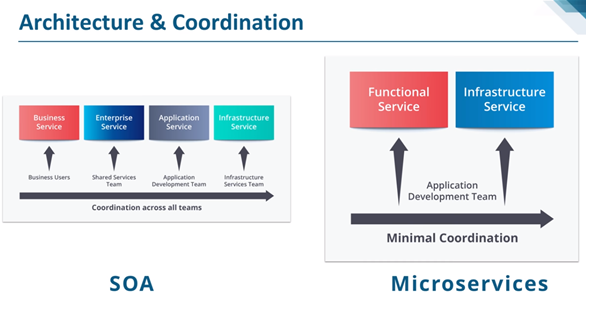 Architecture & Coordination
Business
Service
Enterprise
Service
Application
Service
Infrastructure
Service
Business Users
Shared Services
Team
Application
Development Team
Infrastructure
Services Team
Coordination across all teams
SOA
Functional
Service
Infrastructure
Service
Application
Development Team
Minimal Coordination
Microservices